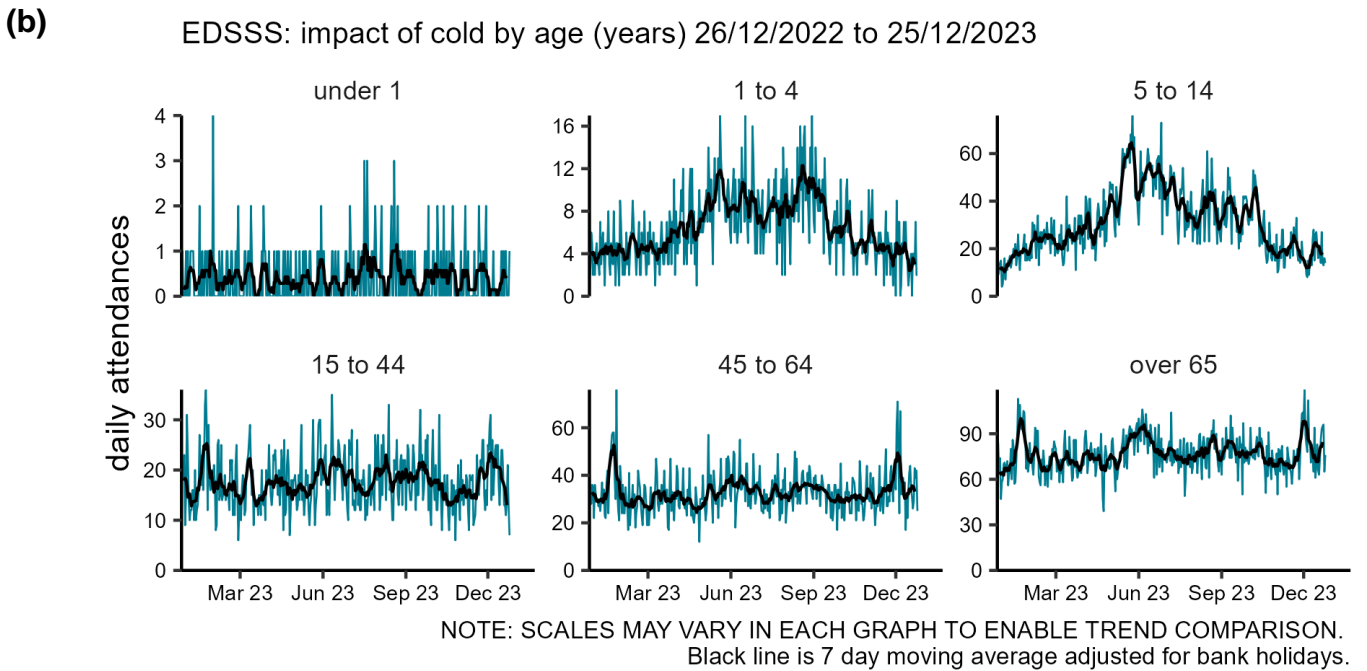 (b)
EDSSS: impact of cold by age (years) 26/12/2022 to 25/12/2023
under 1
1 to 4
5 to 14
4
3
2
1
0
16
12
8
4
0
60
40
20
0
daily attendances
15 to 44
45 to 64
over 65
30
20
10
0
60
40
20
0
90
60
30
0
Mar 23 Jun 23 Sep 23 Dec 23
Mar 23 Jun 23 Sep 23 Dec 23
Mar 23 Jun 23 Sep 23 Dec 23
NOTE: SCALES MAY VARY IN EACH GRAPH TO ENABLE TREND COMPARISON.
Black line is 7 day moving average adjusted for bank holidays.